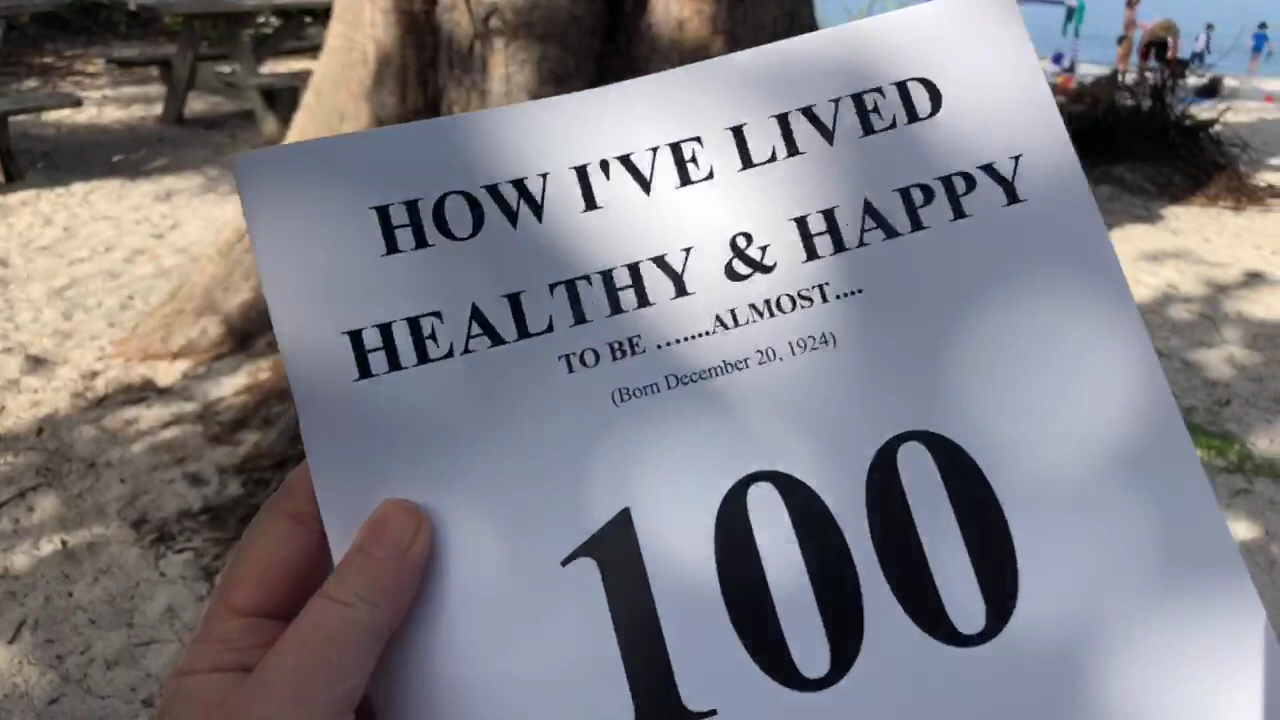 HOW I'VE LIVED
HEALTHY & HAPPY
TO BE .......ALMOST....
(Born December 20, 1924)
100